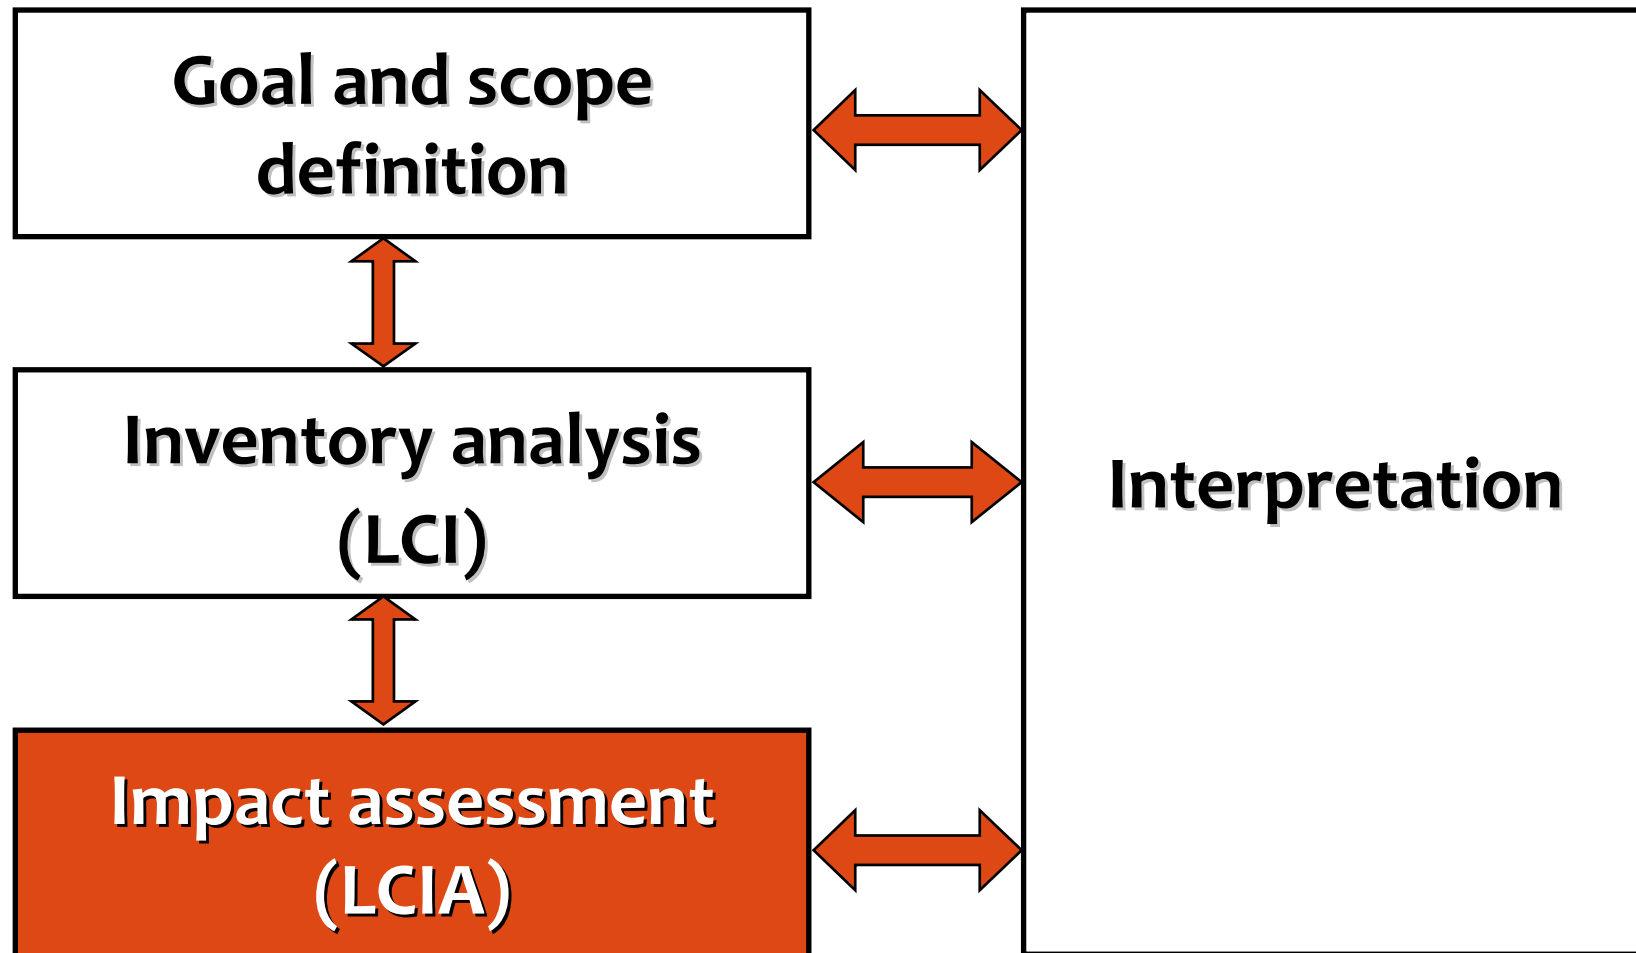 Goal and scope
definition
Inventory analysis
(LCI)
Interpretation
Impact assessment
(LCIA)